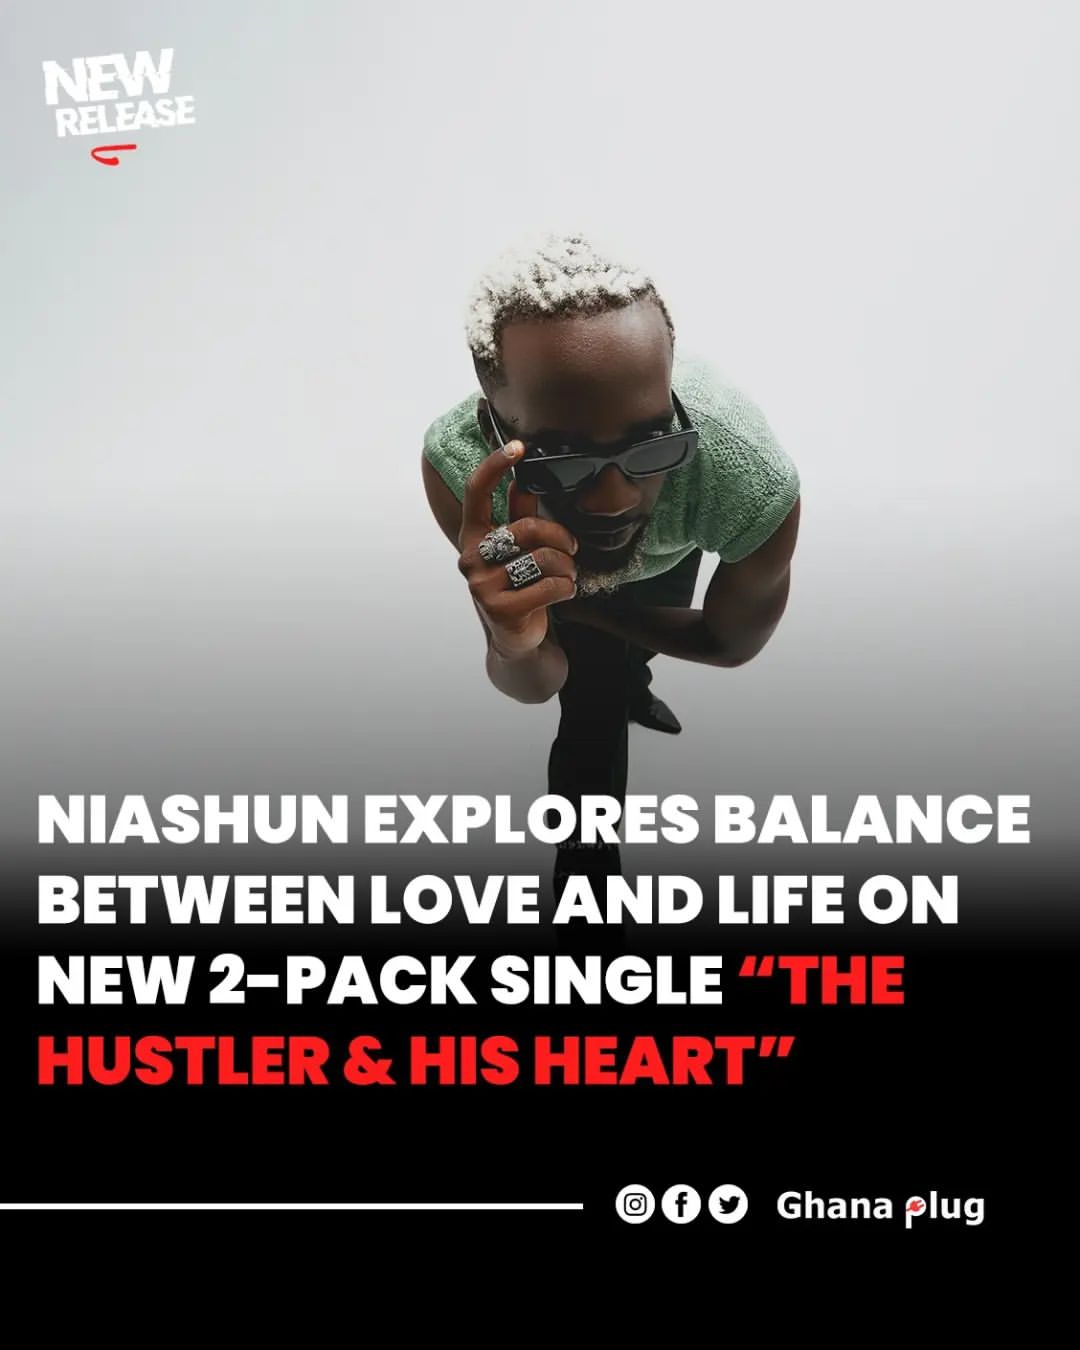 NEW
RELEASE
NIASHUN EXPLORES BALANCE
BETWEEN LOVE AND LIFE ON
NEW 2-PACK SINGLE “THE
HUSTLER & HIS HEART”
Ghana plug